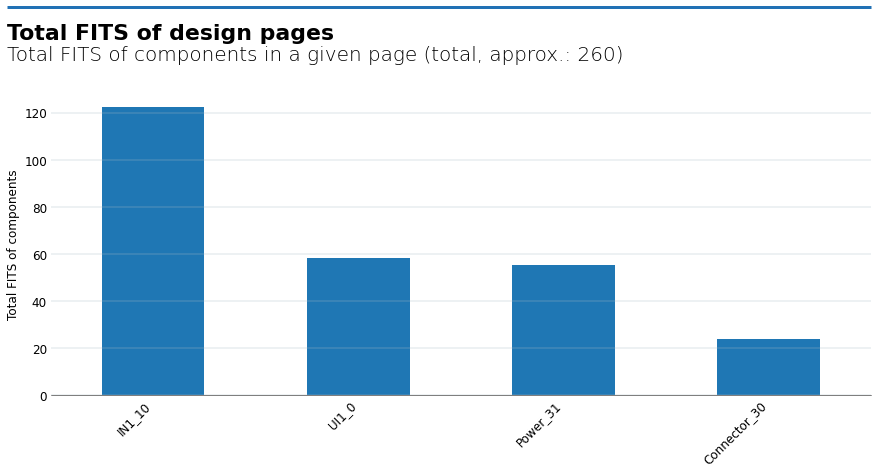 Total FITS of design pages
Total FITS of components in a given page (total, approx.: 260)
Total FITS of components
120
100
80
60
40
20
0
IN1_10
UI1_0
Power_31
Connector_30